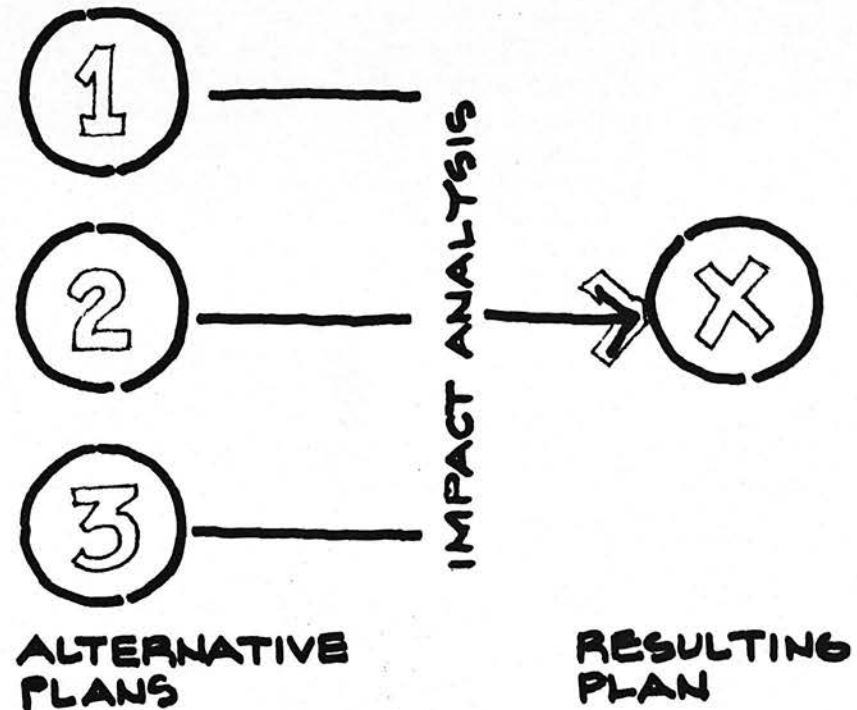 1
2
3
IMPACT ANALYSIS
X
ALTERNATIVE
PLANS
RESULTING
PLAN